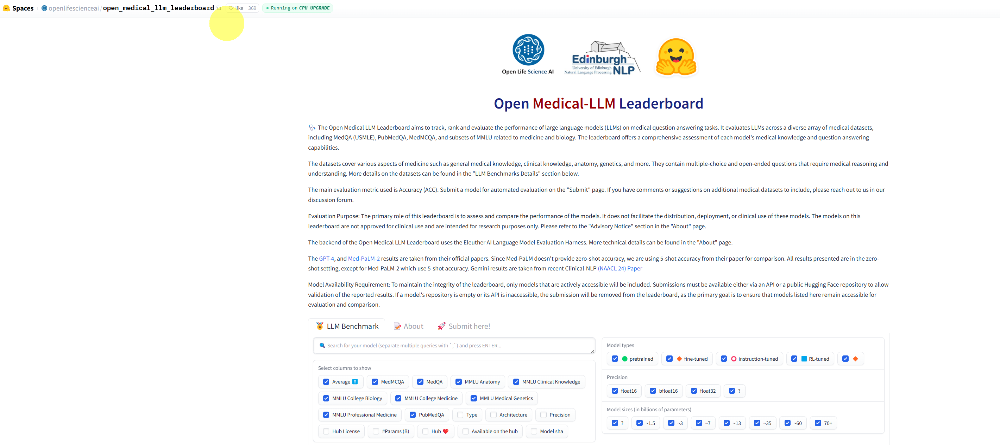 Spaces openlifescienceai/open_medical_llm_leaderboard like 369 Running on CPU UPGRADE
Open Life Science AI
Edinburgh
University of Edinburgh
Natural Language Processing NLP
Open Medical-LLM Leaderboard
The Open Medical LLM Leaderboard aims to track, rank and evaluate the performance of large language models (LLMs) on medical question answering tasks. It evaluates LLMs across a diverse array of medical datasets,
including MedQA (USMLE), PubMedQA, MedMCQA, and subsets of MMLU related to medicine and biology. The leaderboard offers a comprehensive assessment of each model's medical knowledge and question answering
capabilities.
The datasets cover various aspects of medicine such as general medical knowledge, clinical knowledge, anatomy, genetics, and more. They contain multiple-choice and open-ended questions that require medical reasoning and
understanding. More details on the datasets can be found in the "LLM Benchmarks Details" section below.
The main evaluation metric used is Accuracy (ACC). Submit a model for automated evaluation on the "Submit" page. If you have comments or suggestions on additional medical datasets to include, please reach out to us in our
discussion forum.
Evaluation Purpose: The primary role of this leaderboard is to assess and compare the performance of the models. It does not facilitate the distribution, deployment, or clinical use of these models. The models on this
leaderboard are not approved for clinical use and are intended for research purposes only. Please refer to the "Advisory Notice" section in the "About" page.
The backend of the Open Medical LLM Leaderboard uses the Eleuther AI Language Model Evaluation Harness. More technical details can be found in the "About" page.
The GPT-4, and Med-PaLM-2 results are taken from their official papers. Since Med-PaLM doesn't provide zero-shot accuracy, we are using 5-shot accuracy from their paper for comparison. All results presented are in the zero-
shot setting, except for Med-PaLM-2 which use 5-shot accuracy. Gemini results are taken from recent Clinical-NLP (NAACL 24) Paper
Model Availability Requirement: To maintain the integrity of the leaderboard, only models that are actively accessible will be included. Submissions must be available either via an API or a public Hugging Face repository to allow
validation of the reported results. If a model's repository is empty or its API is inaccessible, the submission will be removed from the leaderboard, as the primary goal is to ensure that models listed here remain accessible for
evaluation and comparison.
LLM Benchmark About Submit here!
Search for your model (separate multiple queries with `;`) and press ENTER...
Select columns to show
Average MedMCQA MedQA MMLU Anatomy MMLU Clinical Knowledge
MMLU College Biology MMLU College Medicine MMLU Medical Genetics
MMLU Professional Medicine PubMedQA Type Architecture Precision
Hub License #Params (B) Hub Available on the hub Model sha
Model types
pretrained fine-tuned instruction-tuned RL-tuned
Precision
float16 bfloat16 float32 ?
Model sizes (in billions of parameters)
? ~1.5 ~3 ~7 ~13 ~35 ~60 70+